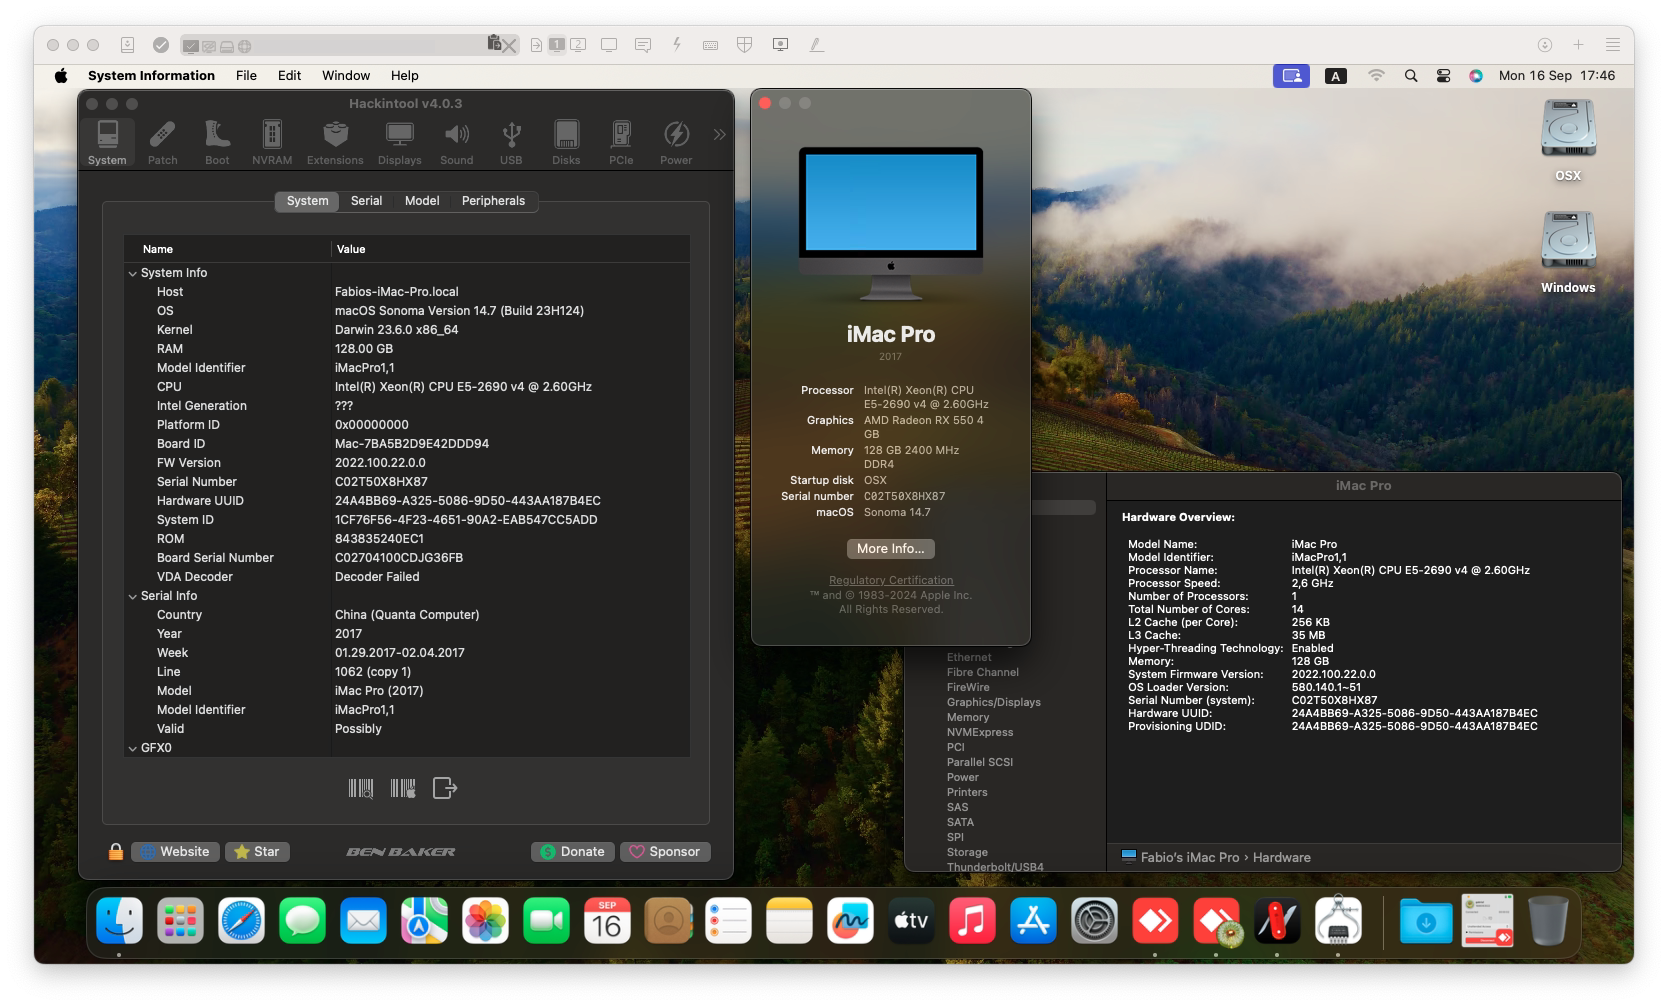 1 2
System Information File Edit Window Help
A
Mon 16 Sep 17:46
Hackintool v4.0.3
System Patch Boot NVRAM Extensions Displays Sound USB Disks PCIe Power
System Serial Model Peripherals
Name Value
System Info
Host Fabios-iMac-Pro.local
OS macOS Sonoma Version 14.7 (Build 23H124)
Kernel Darwin 23.6.0 x86_64
RAM 128.00 GB
Model Identifier iMacPro1,1
CPU Intel(R) Xeon(R) CPU E5-2690 v4 @ 2.60GHz
Intel Generation ???
Platform ID 0x00000000
Board ID Mac-7BA5B2D9E42DDD94
FW Version 2022.100.22.0.0
Serial Number C02T50X8HX87
Hardware UUID 24A4BB69-A325-5086-9D50-443AA187B4EC
System ID 1CF76F56-4F23-4651-90A2-EAB547CC5ADD
ROM 843835240EC1
Board Serial Number C02704100CDJG36FB
VDA Decoder Decoder Failed
Serial Info
Country China (Quanta Computer)
Year 2017
Week 01.29.2017-02.04.2017
Line 1062 (copy 1)
Model iMac Pro (2017)
Model Identifier iMacPro1,1
Valid Possibly
GFX0
Website Star BEN BAKER Donate Sponsor
iMac Pro
2017
Processor Intel(R) Xeon(R) CPU
E5-2690 v4 @ 2.60GHz
Graphics AMD Radeon RX 550 4
GB
Memory 128 GB 2400 MHz
DDR4
Startup disk OSX
Serial number C02T50X8HX87
macOS Sonoma 14.7
More Info...
Regulatory Certification
™ and © 1983-2024 Apple Inc.
All Rights Reserved.
OSX
Windows
iMac Pro
Ethernet
Fibre Channel
FireWire
Graphics/Displays
Memory
NVMExpress
PCI
Parallel SCSI
Power
Printers
SAS
SATA
SPI
Storage
Thunderbolt/USB4
Hardware Overview:
Model Name: iMac Pro
Model Identifier: iMacPro1,1
Processor Name: Intel(R) Xeon(R) CPU E5-2690 v4 @ 2.60GHz
Processor Speed: 2,6 GHz
Number of Processors: 1
Total Number of Cores: 14
L2 Cache (per Core): 256 KB
L3 Cache: 35 MB
Hyper-Threading Technology: Enabled
Memory: 128 GB
System Firmware Version: 2022.100.22.0.0
OS Loader Version: 580.140.1~51
Serial Number (system): C02T50X8HX87
Hardware UUID: 24A4BB69-A325-5086-9D50-443AA187B4EC
Provisioning UDID: 24A4BB69-A325-5086-9D50-443AA187B4EC
Fabio's iMac Pro › Hardware
SEP
16
tv